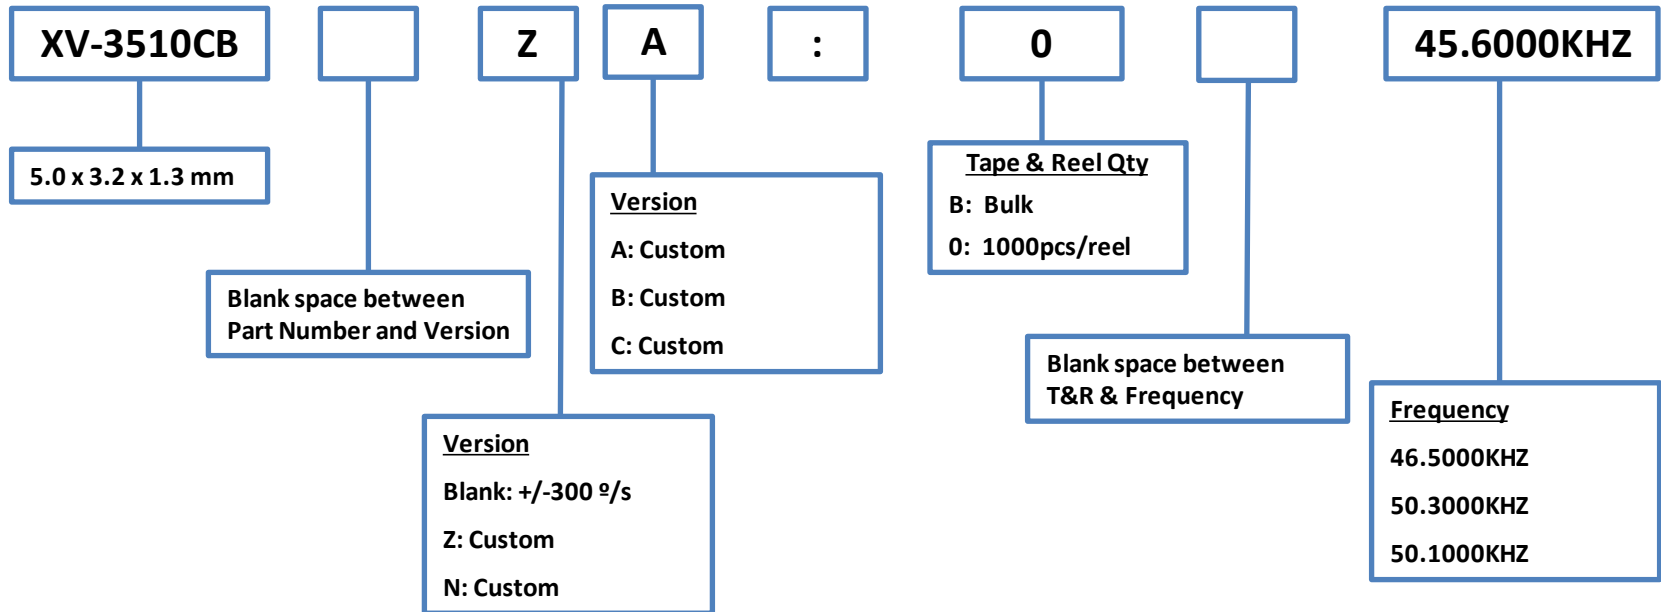 XV-3510CB Z A : 0 45.6000KHZ
5.0 x 3.2 x 1.3 mm
Blank space between
Part Number and Version
Version
Blank: +/-300 º/s
Z: Custom
N: Custom
Version
A: Custom
B: Custom
C: Custom
Tape & Reel Qty
B: Bulk
0: 1000pcs/reel
Blank space between
T&R & Frequency
Frequency
46.5000KHZ
50.3000KHZ
50.1000KHZ